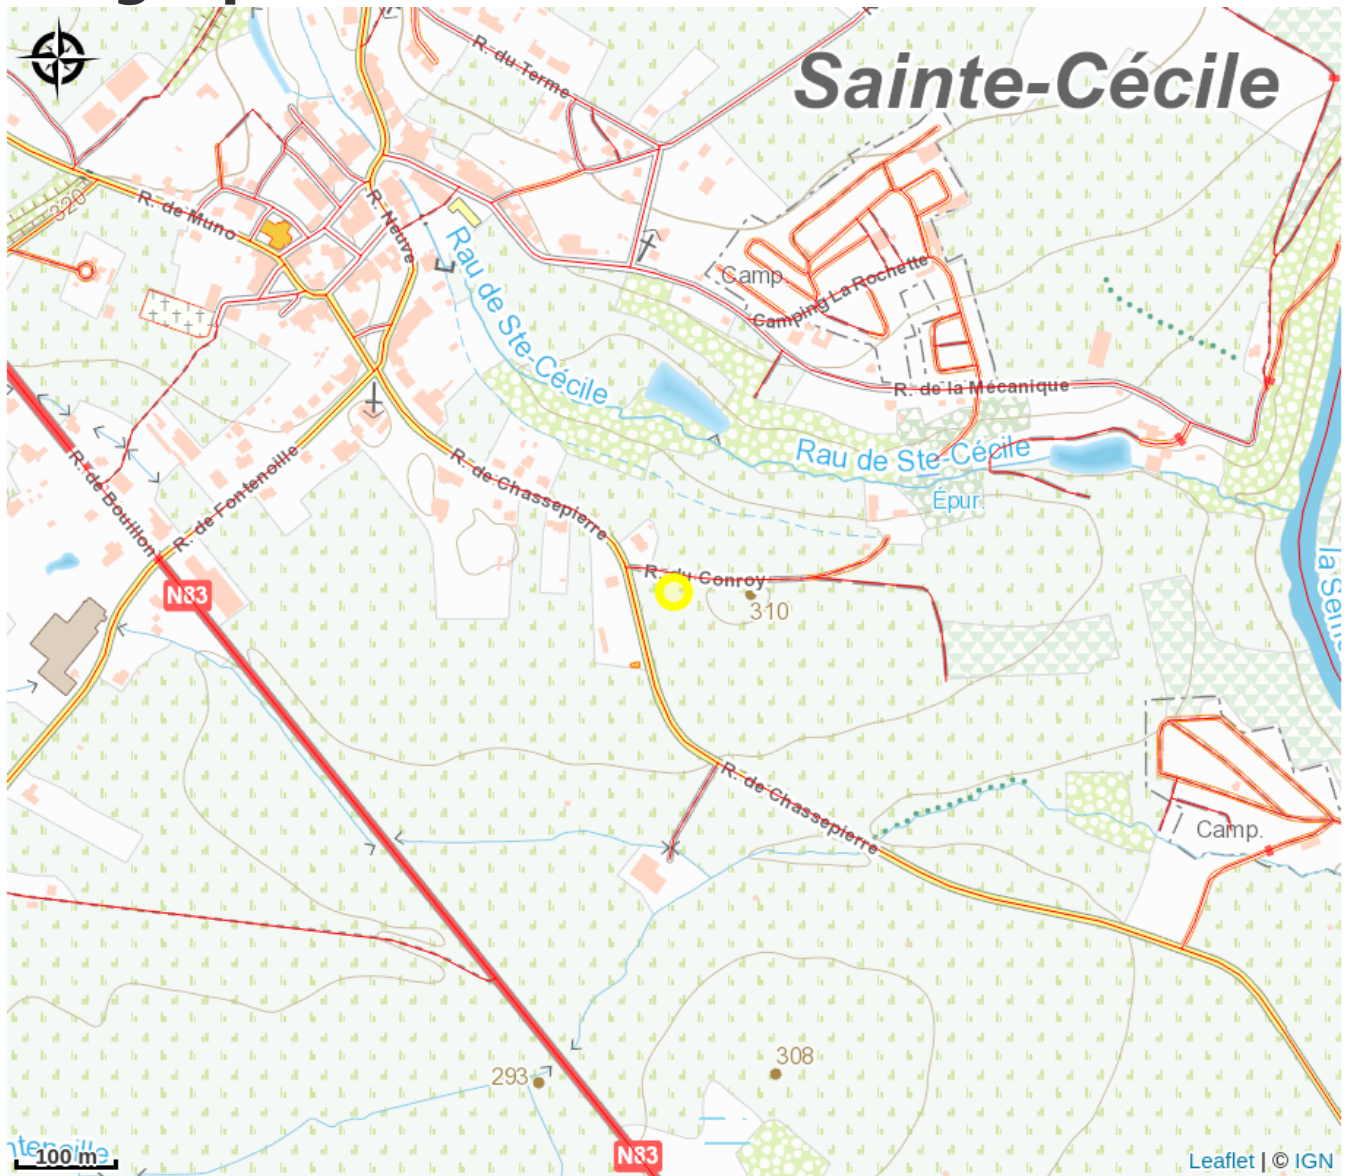 Sainte-Cécile
R. du Terme
320
R. de Muno
R. Neuve
Rau de Ste-Cécile
Camp.
Camping La Rochette
R. de la Mécanique
Rau de Ste-Cécile
Épur.
R. de Bouillon
R. de Fontenoille
R. de Chassepierre
N83
R. du Conroy
310
R. de Chassepierre
Camp.
308
293
N83
100 m
Leaflet | © IGN